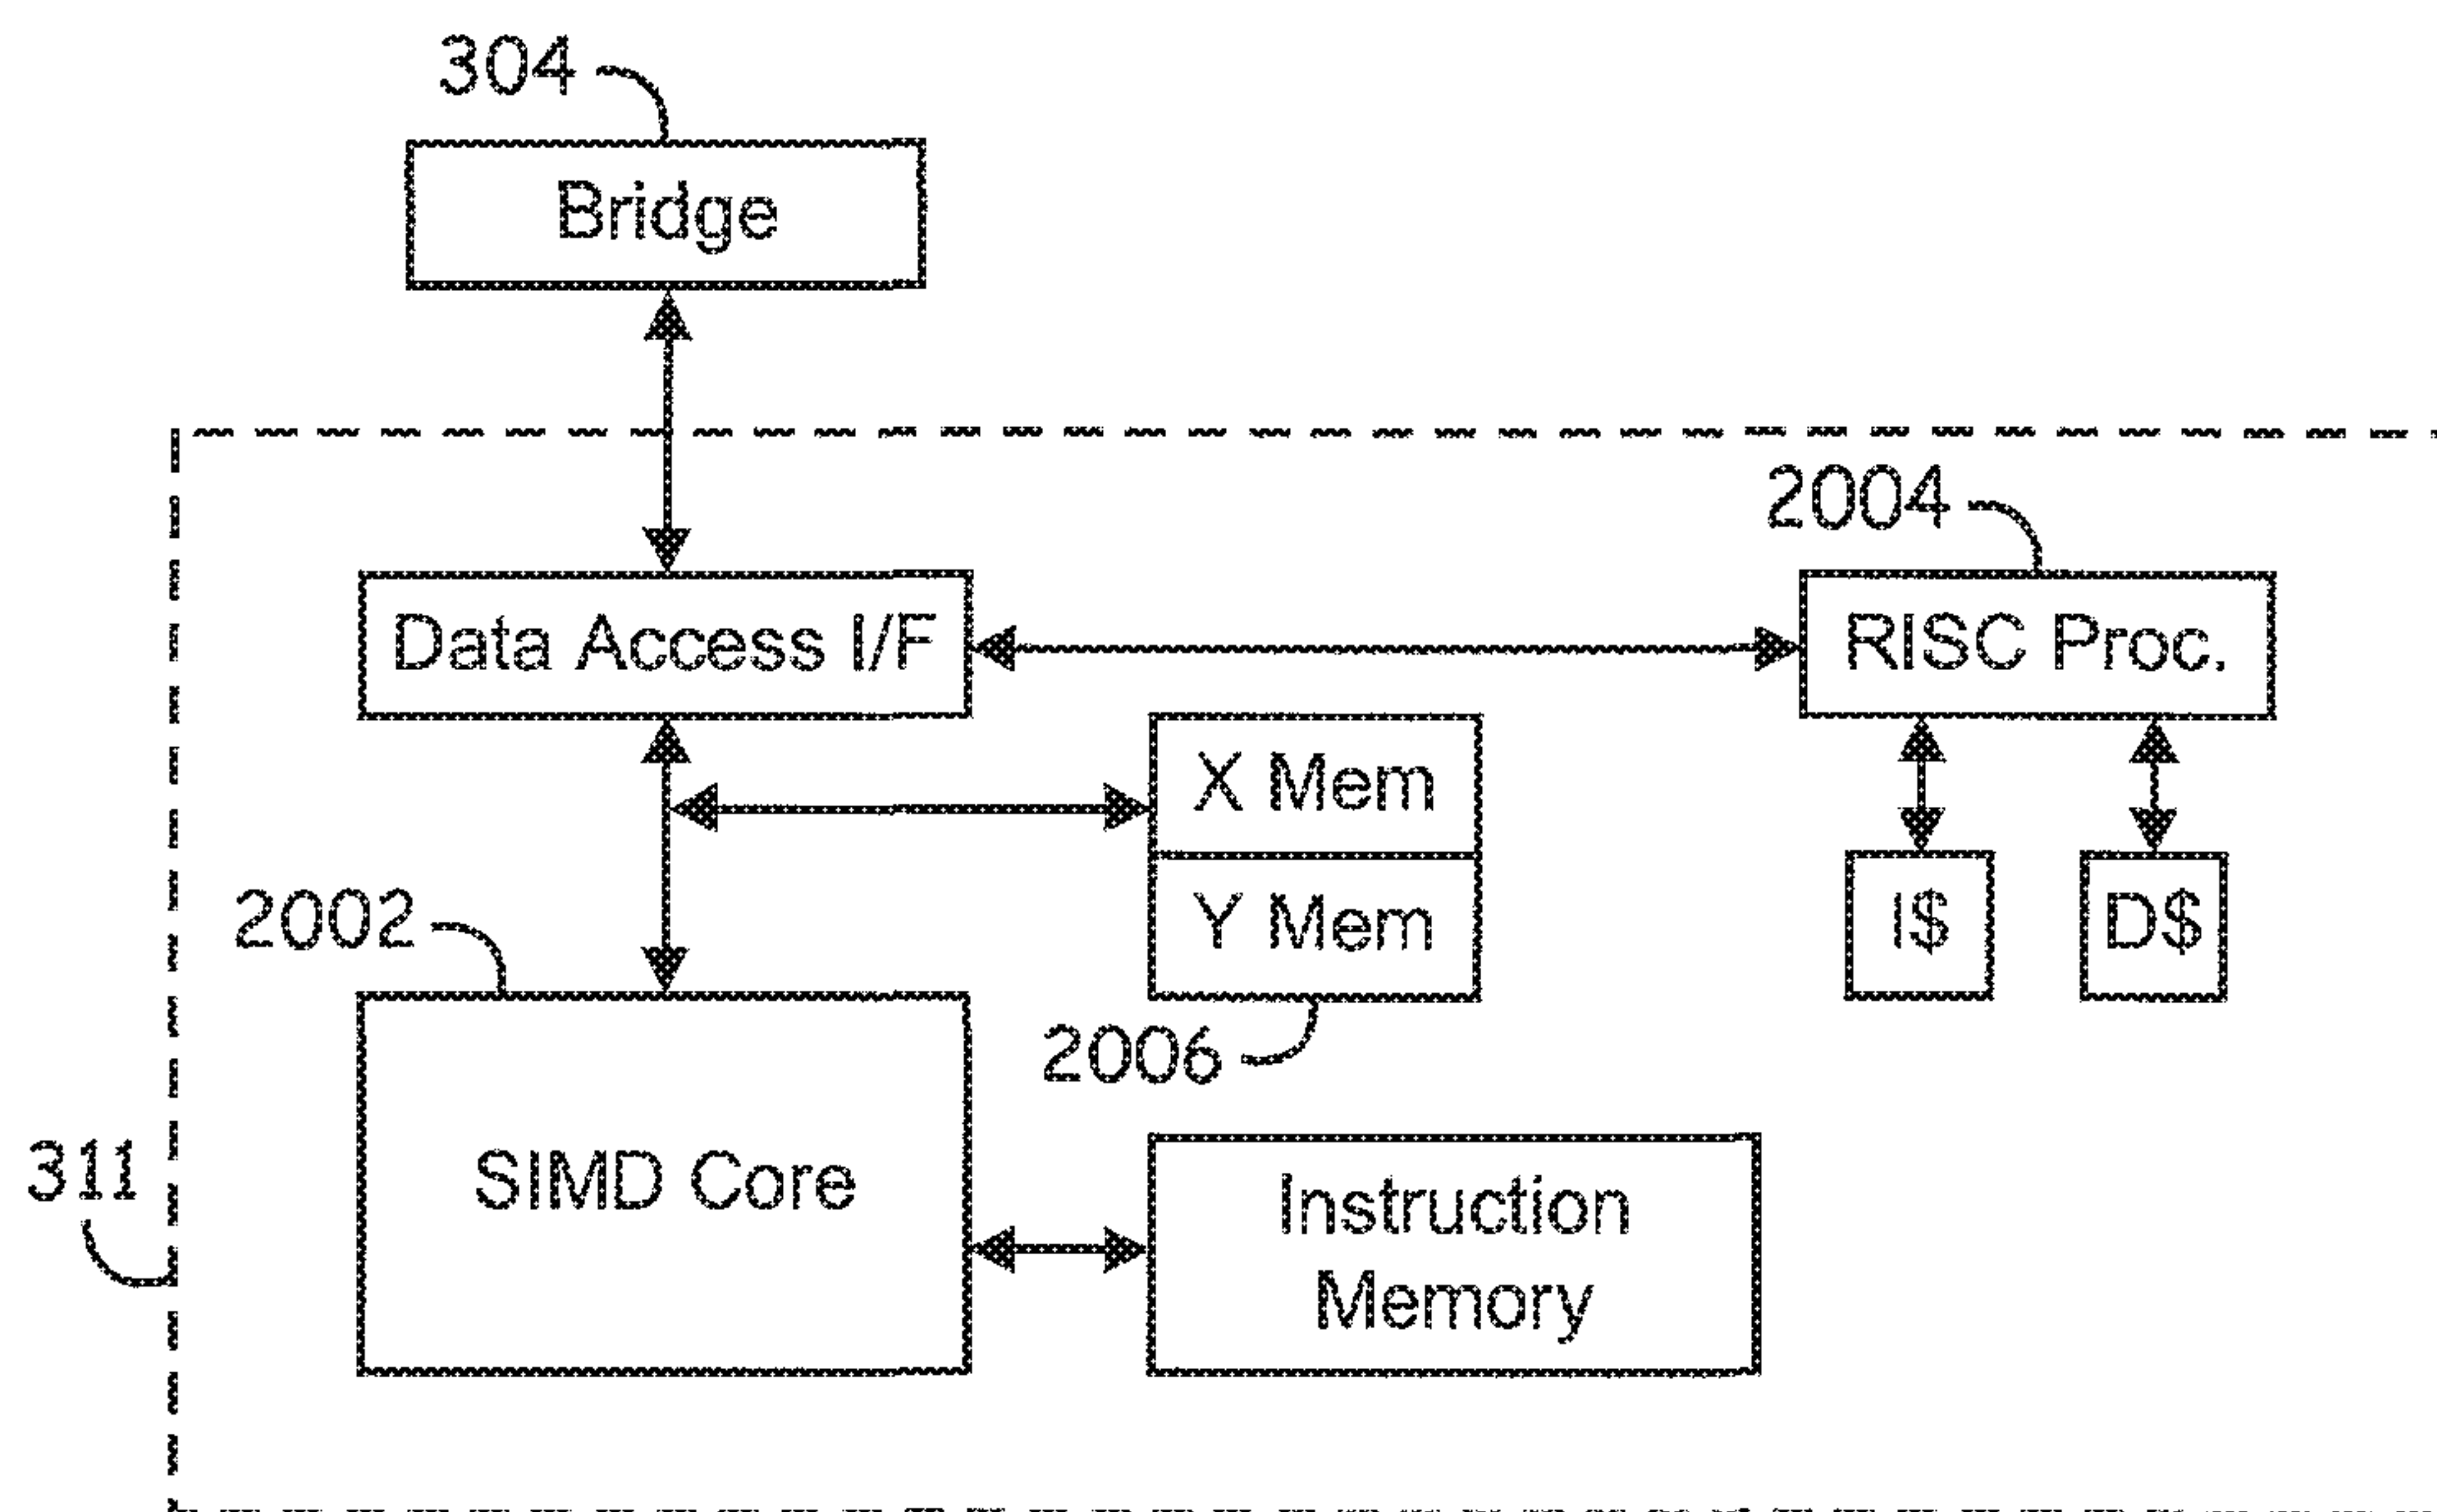 304
Bridge
2004
Data Access I/F
RISC Proc.
X Mem
2002
Y Mem
I$
D$
2006
311
SIMD Core
Instruction
Memory